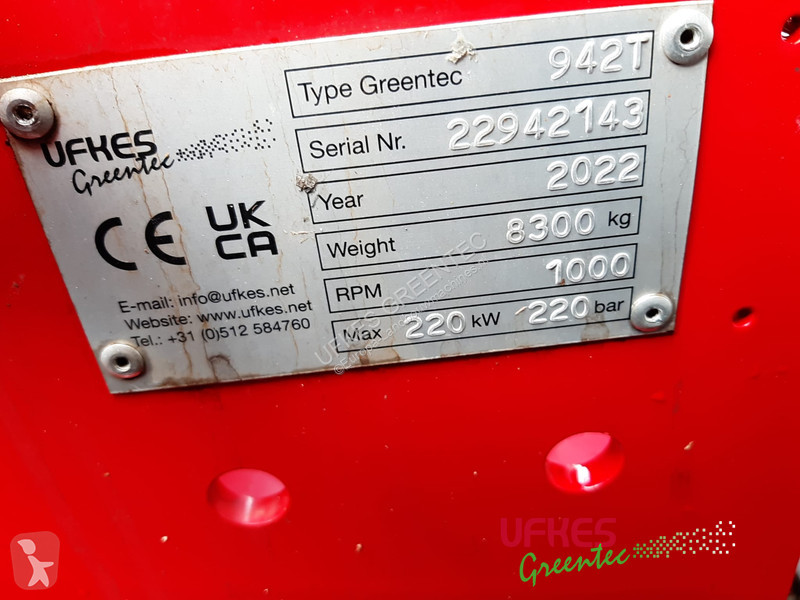 UFKES
Greentec
CE
UK
CA
E-mail: info@ufkes.net
Website: www.ufkes.net
Tel.: +31 (0)512 584760
Type Greentec 942T
Serial Nr. 22942143
Year 2022
Weight 8300 kg
RPM 1000
Max 220 kW 220 bar
UFKES GREENTEC
UFKES
Greentec